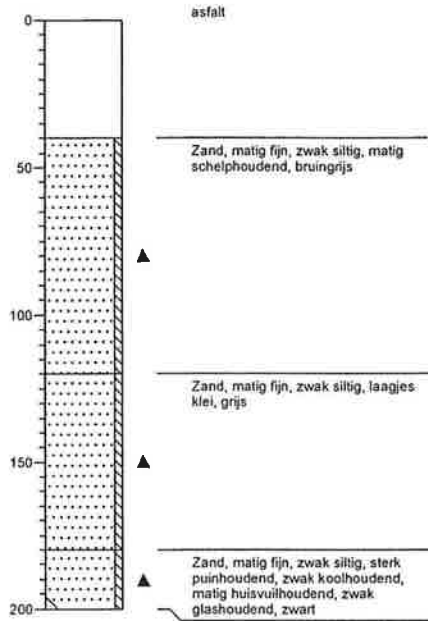 0
asfalt
Zand, matig fijn, zwak siltig, matig
schelphoudend, bruingrijs
50
100
Zand, matig fijn, zwak siltig, laagjes
klei, grijs
150
Zand, matig fijn, zwak siltig, sterk
puinhoudend, zwak koolhoudend,
matig huisvuilhoudend, zwak
glashoudend, zwart
200